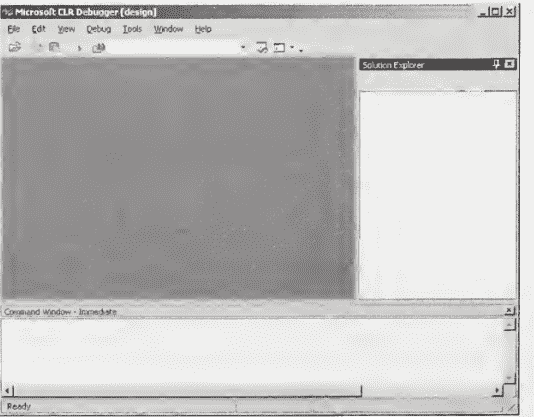 Microsoft CLR Debugger [design]
File Edit View Debug Tools Window Help
Solution Explorer
Command Window - Immediate
Ready